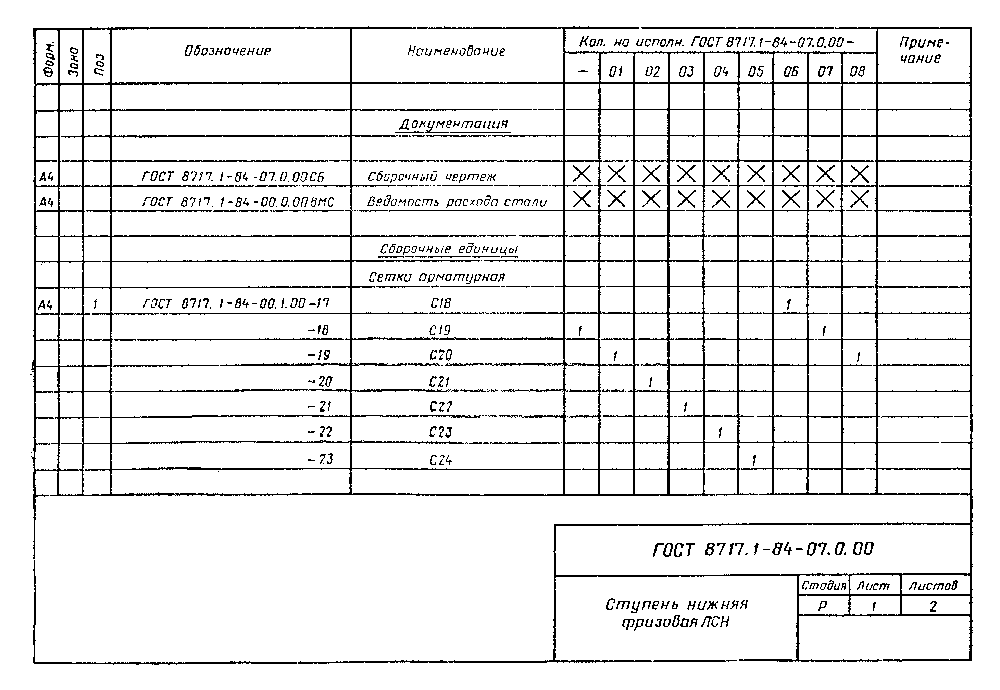 Форм.
Зона
Поз
Обозначение
Наименование
Кол. на исполн. ГОСТ 8717.1-84-07.0.00-
Приме-
чание
– 01 02 03 04 05 06 07 08
Документация
А4 ГОСТ 8717.1-84-07.0.00СБ Сборочный чертеж X X X X X X X X X
А4 ГОСТ 8717.1-84-00.0.00ВМС Ведомость расхода стали X X X X X X X X X
Сборочные единицы
Сетка арматурная
А4 1 ГОСТ 8717.1-84-00.1.00-17 С18 1
-18 С19 1 1
-19 С20 1 1
-20 С21 1
-21 С22 1
-22 С23 1
-23 С24 1
ГОСТ 8717.1-84-07.0.00
Ступень нижняя
фризовая ЛСН
Стадия Лист Листов
Р 1 2